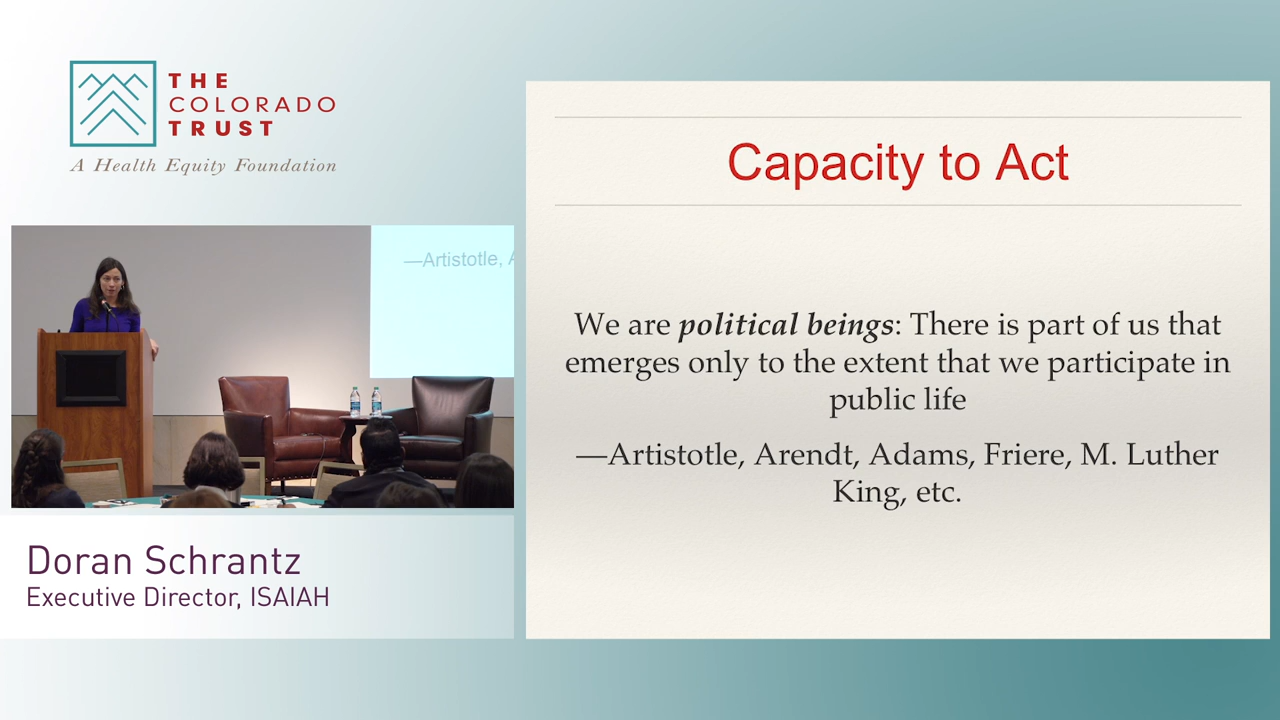 THE
COLORADO
TRUST
A Health Equity Foundation
—Artistotle, A
Doran Schrantz
Executive Director, ISAIAH
Capacity to Act
We are political beings: There is part of us that
emerges only to the extent that we participate in
public life
—Artistotle, Arendt, Adams, Friere, M. Luther
King, etc.